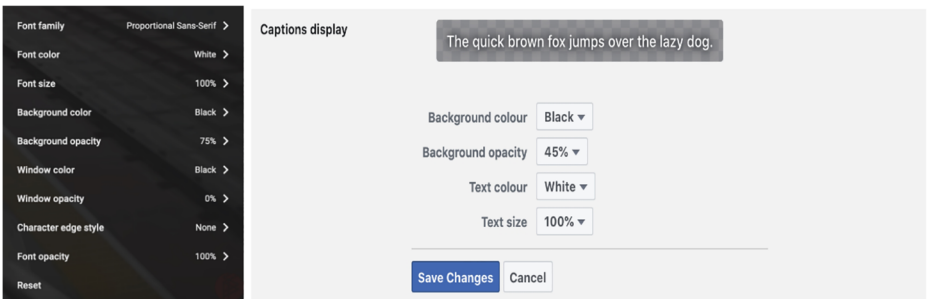 Font family Proportional Sans-Serif >
Font color White >
Font size 100% >
Background color Black >
Background opacity 75% >
Window color Black >
Window opacity 0% >
Character edge style None >
Font opacity 100% >
Reset
Captions display
The quick brown fox jumps over the lazy dog.
Background colour Black ▾
Background opacity 45% ▾
Text colour White ▾
Text size 100% ▾
Save Changes Cancel